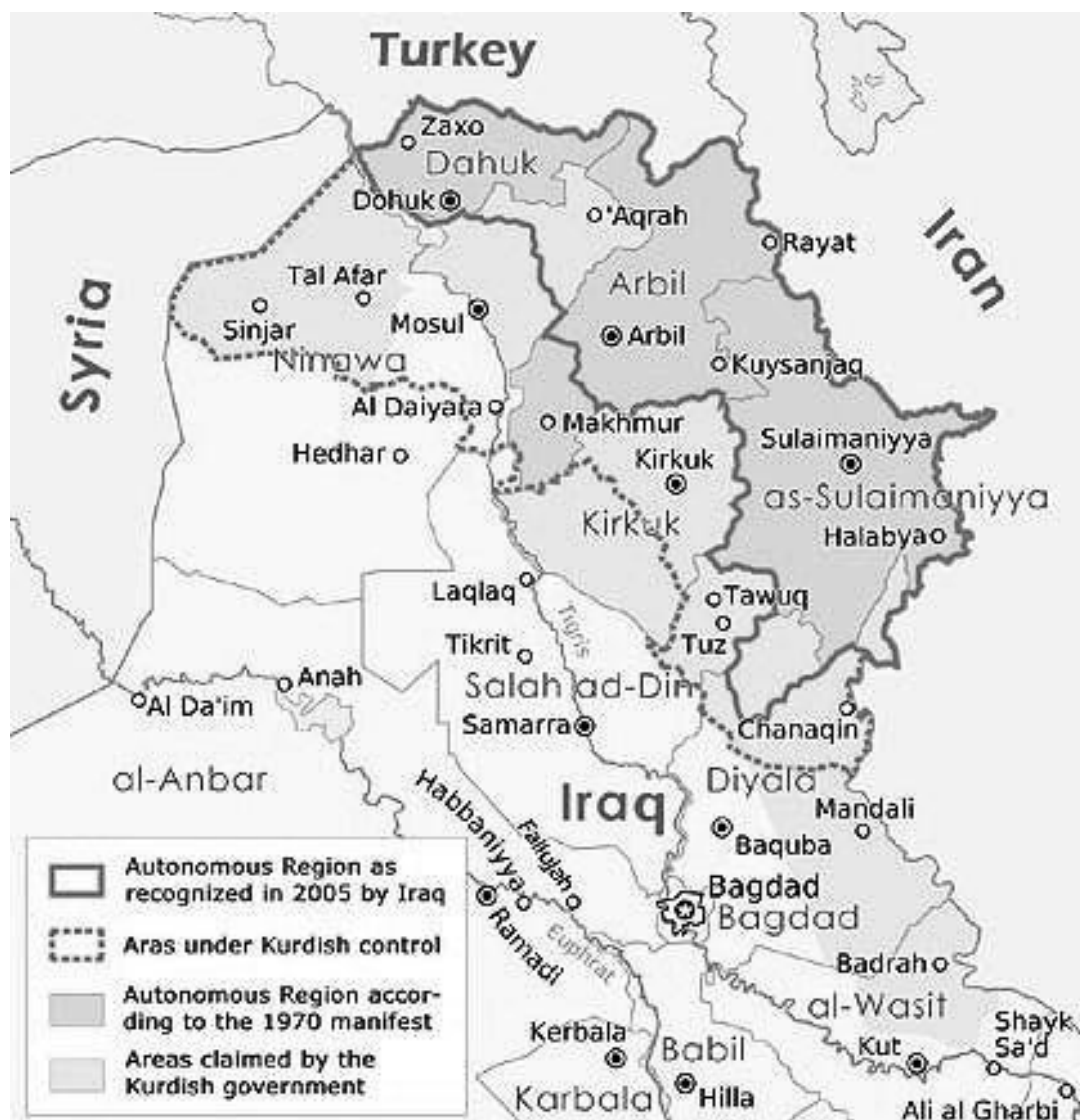 Turkey
Zaxo
Dahuk
Dohuk
'Aqrah
Rayat
Iran
Arbil
Tal Afar
Syria
Sinjar
Mosul
Arbil
Ninawa
Kuysanjaq
Al Daiyara
Makhmur
Sulaimaniyya
Hedhar
Kirkuk
as-Sulaimaniyya
Kirkuk
Halabya
Laqlaq
Tawuq
Tigris
Tuz
Tikrit
Anah
Salah ad-Din
Al Da'im
Samarra
Chanaqin
al-Anbar
Diyala
Habbaniyya
Iraq
Mandali
Fallujah
Baquba
Bagdad
Bagdad
Ramadi
Euphrat
Badrah
al-Wasit
Shayk
Sa'd
Kerbala
Babil
Kut
Karbala
Hilla
Ali al Gharbi
Autonomous Region as
recognized in 2005 by Iraq
Aras under Kurdish control
Autonomous Region accor-
ding to the 1970 manifest
Areas claimed by the
Kurdish government